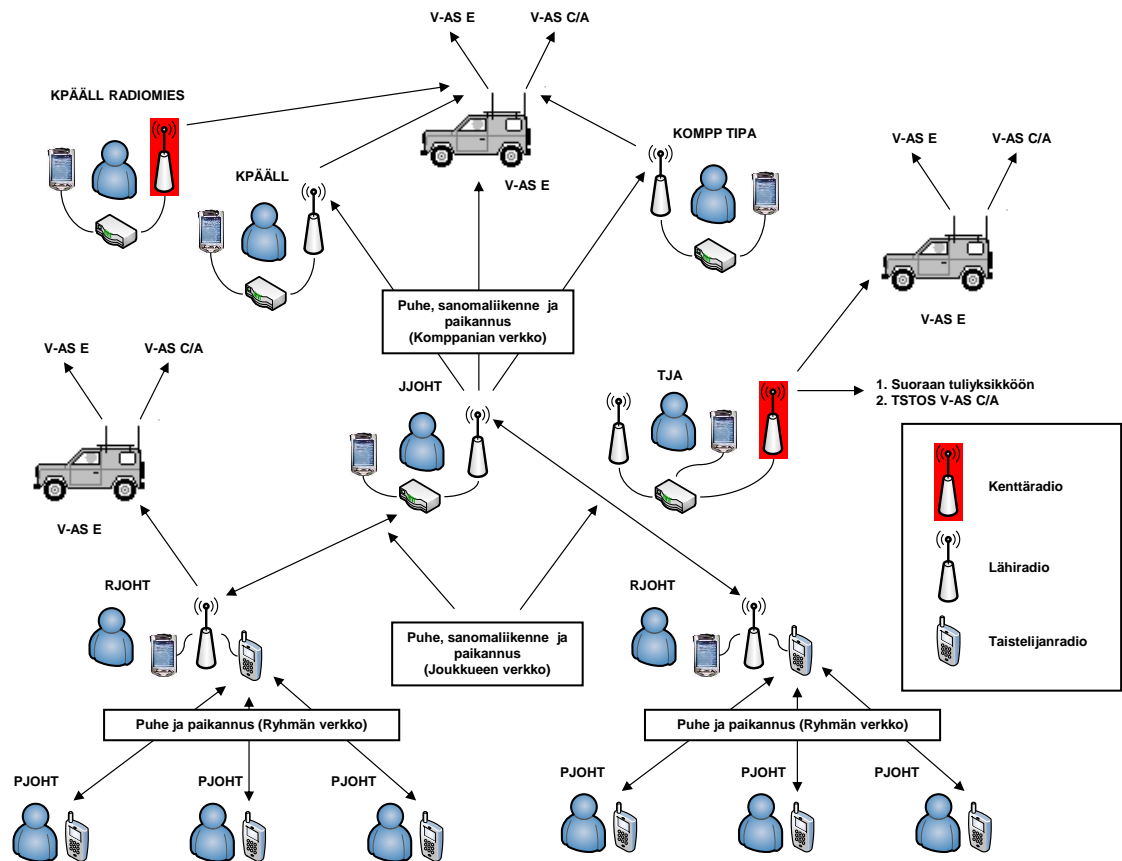 V-AS E
V-AS C/A
KPÄÄLL RADIOMIES
KPÄÄLL
V-AS E
KOMPP TIPA
V-AS E
V-AS C/A
V-AS E
Puhe, sanomaliikenne ja
paikannus
(Komppanian verkko)
V-AS E
V-AS C/A
V-AS E
JJOHT
TJA
1. Suoraan tuliyksikköön
2. TSTOS V-AS C/A
Kenttäradio
Lähiradio
Taistelijanradio
RJOHT
RJOHT
Puhe, sanomaliikenne ja
paikannus
(Joukkueen verkko)
Puhe ja paikannus (Ryhmän verkko)
Puhe ja paikannus (Ryhmän verkko)
PJOHT
PJOHT
PJOHT
PJOHT
PJOHT
PJOHT